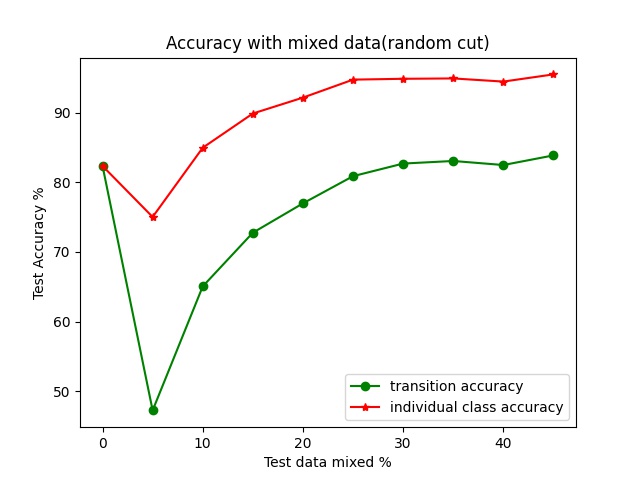 Accuracy with mixed data(random cut)
Test Accuracy %
90
80
70
60
50
transition accuracy
individual class accuracy
0
10
20
30
40
Test data mixed %